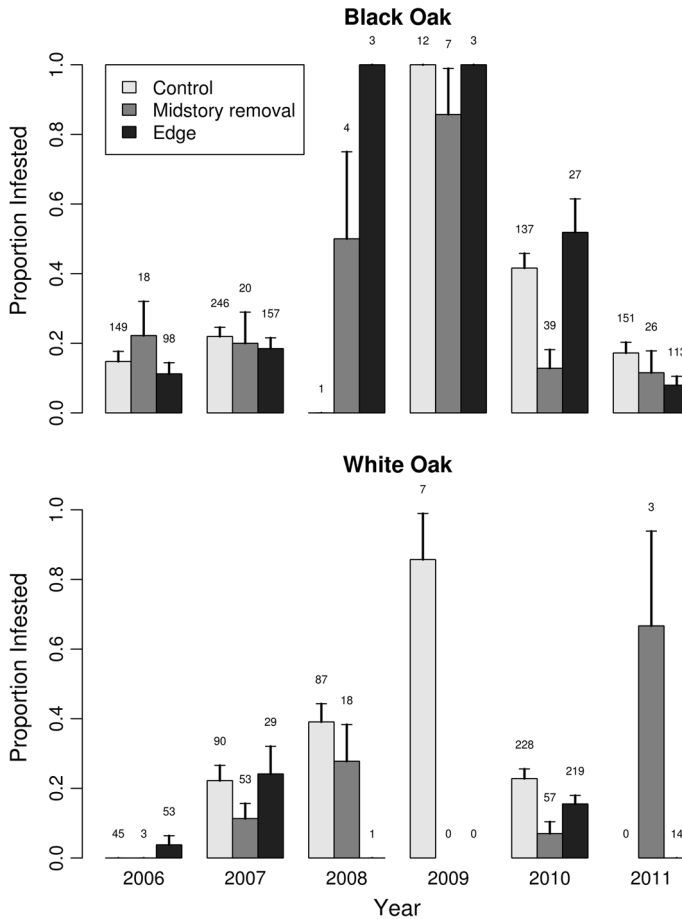 Black Oak
Proportion Infested
1.0
0.8
0.6
0.4
0.2
0.0
Control
Midstory removal
Edge
149 18 98
246 20 157
1 4 3
12 7 3
137 39 27
151 26 113
White Oak
Proportion Infested
1.0
0.8
0.6
0.4
0.2
0.0
45 3 53
90 53 29
87 18 1
7 0 0
228 57 219
0 3 14
2006 2007 2008 2009 2010 2011
Year